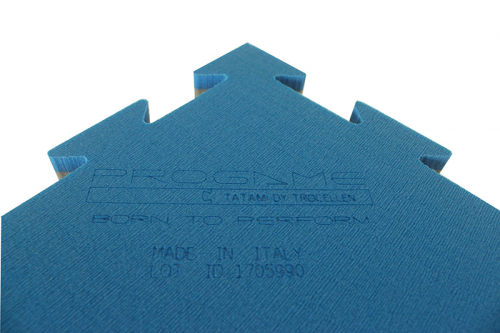 PROGAME
TATAMI BY TROCELLEN
BORN TO PERFORM
MADE IN ITALY
LOT ID 1705990